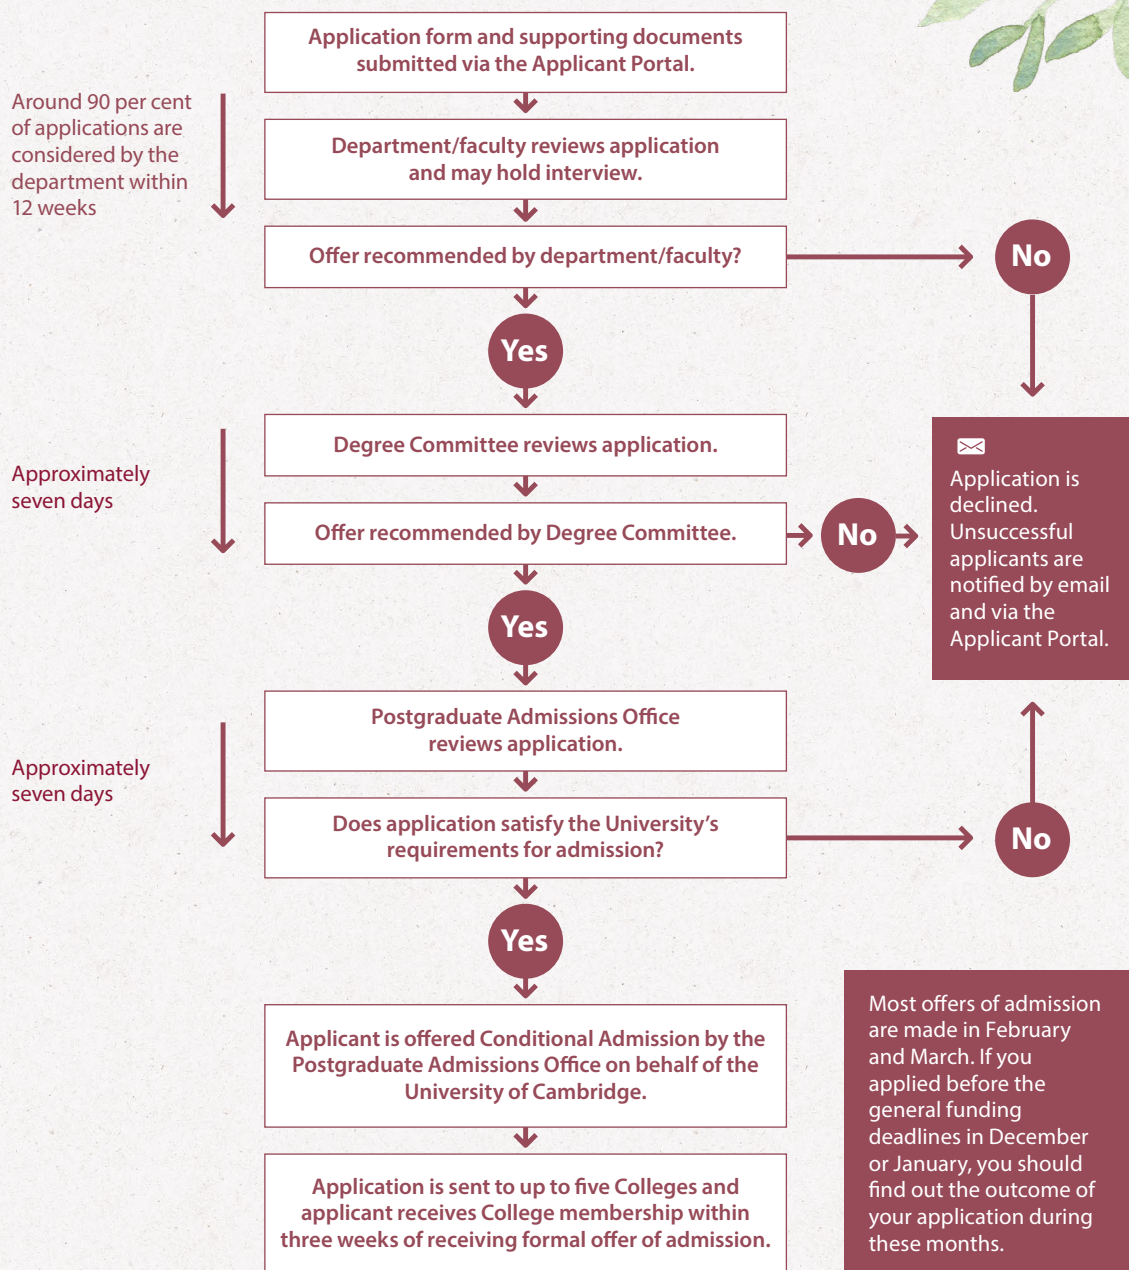 Application form and supporting documents
submitted via the Applicant Portal.
Around 90 per cent
of applications are
considered by the
department within
12 weeks
Department/faculty reviews application
and may hold interview.
Offer recommended by department/faculty?
No
Yes
Degree Committee reviews application.
Approximately
seven days
Offer recommended by Degree Committee.
No
Application is
declined.
Unsuccessful
applicants are
notified by email
and via the
Applicant Portal.
Yes
Postgraduate Admissions Office
reviews application.
Approximately
seven days
Does application satisfy the University’s
requirements for admission?
No
Yes
Applicant is offered Conditional Admission by the
Postgraduate Admissions Office on behalf of the
University of Cambridge.
Application is sent to up to five Colleges and
applicant receives College membership within
three weeks of receiving formal offer of admission.
Most offers of admission
are made in February
and March. If you
applied before the
general funding
deadlines in December
or January, you should
find out the outcome of
your application during
these months.